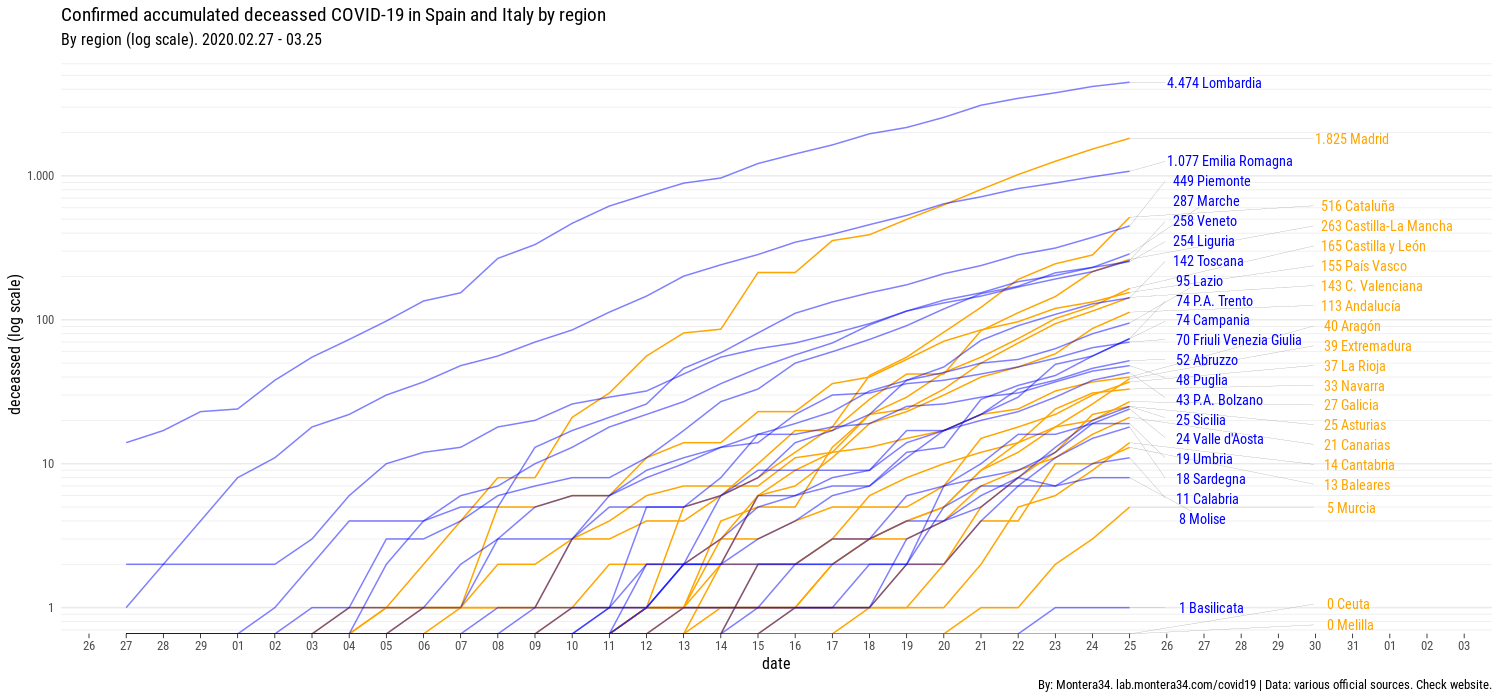 Confirmed accumulated deceassed COVID-19 in Spain and Italy by region
By region (log scale). 2020.02.27 - 03.25
deceassed (log scale)
1.000
100
10
1
4.474 Lombardia
1.825 Madrid
1.077 Emilia Romagna
449 Piemonte
287 Marche
516 Cataluña
258 Veneto
263 Castilla-La Mancha
254 Liguria
165 Castilla y León
142 Toscana
155 País Vasco
95 Lazio
143 C. Valenciana
74 P.A. Trento
113 Andalucía
74 Campania
40 Aragón
70 Friuli Venezia Giulia
39 Extremadura
52 Abruzzo
37 La Rioja
48 Puglia
33 Navarra
43 P.A. Bolzano
27 Galicia
25 Sicilia
25 Asturias
24 Valle d'Aosta
21 Canarias
19 Umbria
14 Cantabria
18 Sardegna
13 Baleares
11 Calabria
5 Murcia
8 Molise
1 Basilicata
0 Ceuta
0 Melilla
26 27 28 29 01 02 03 04 05 06 07 08 09 10 11 12 13 14 15 16 17 18 19 20 21 22 23 24 25 26 27 28 29 30 31 01 02 03
date
By: Montera34. lab.montera34.com/covid19 | Data: various official sources. Check website.